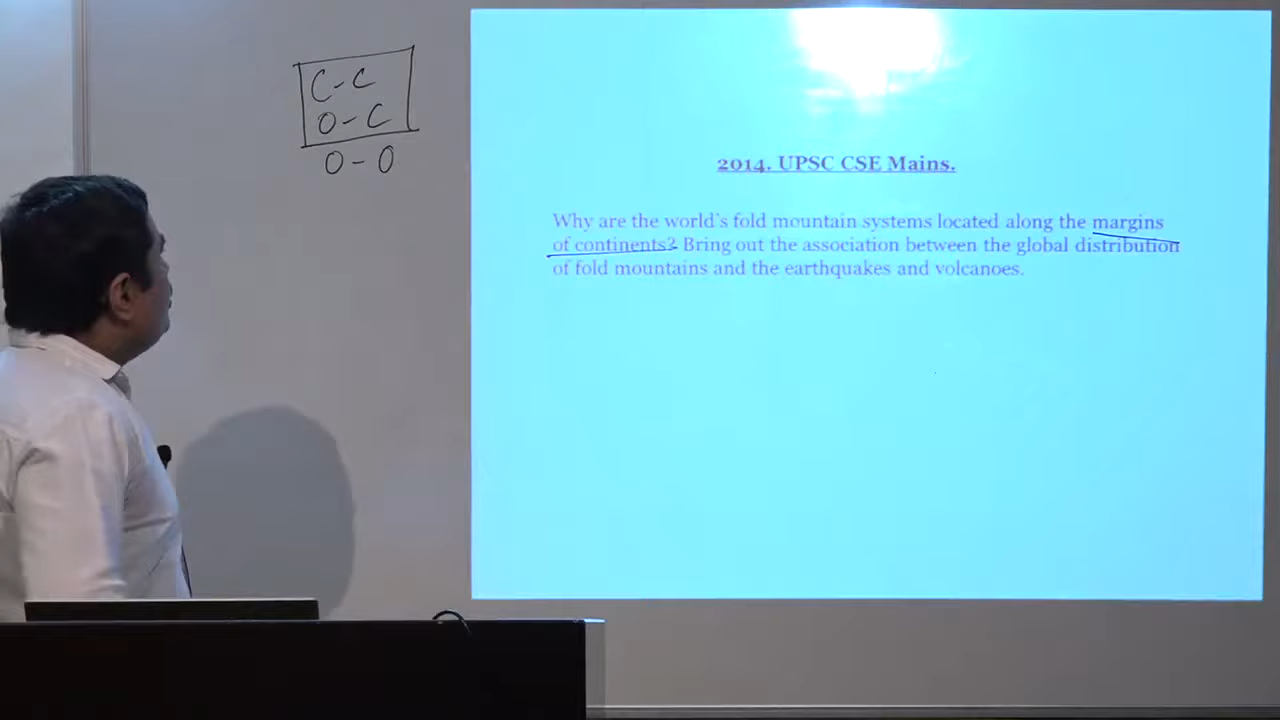 C-C
O-C
O-O
2014. UPSC CSE Mains.
Why are the world's fold mountain systems located along the margins
of continents? Bring out the association between the global distribution
of fold mountains and the earthquakes and volcanoes.